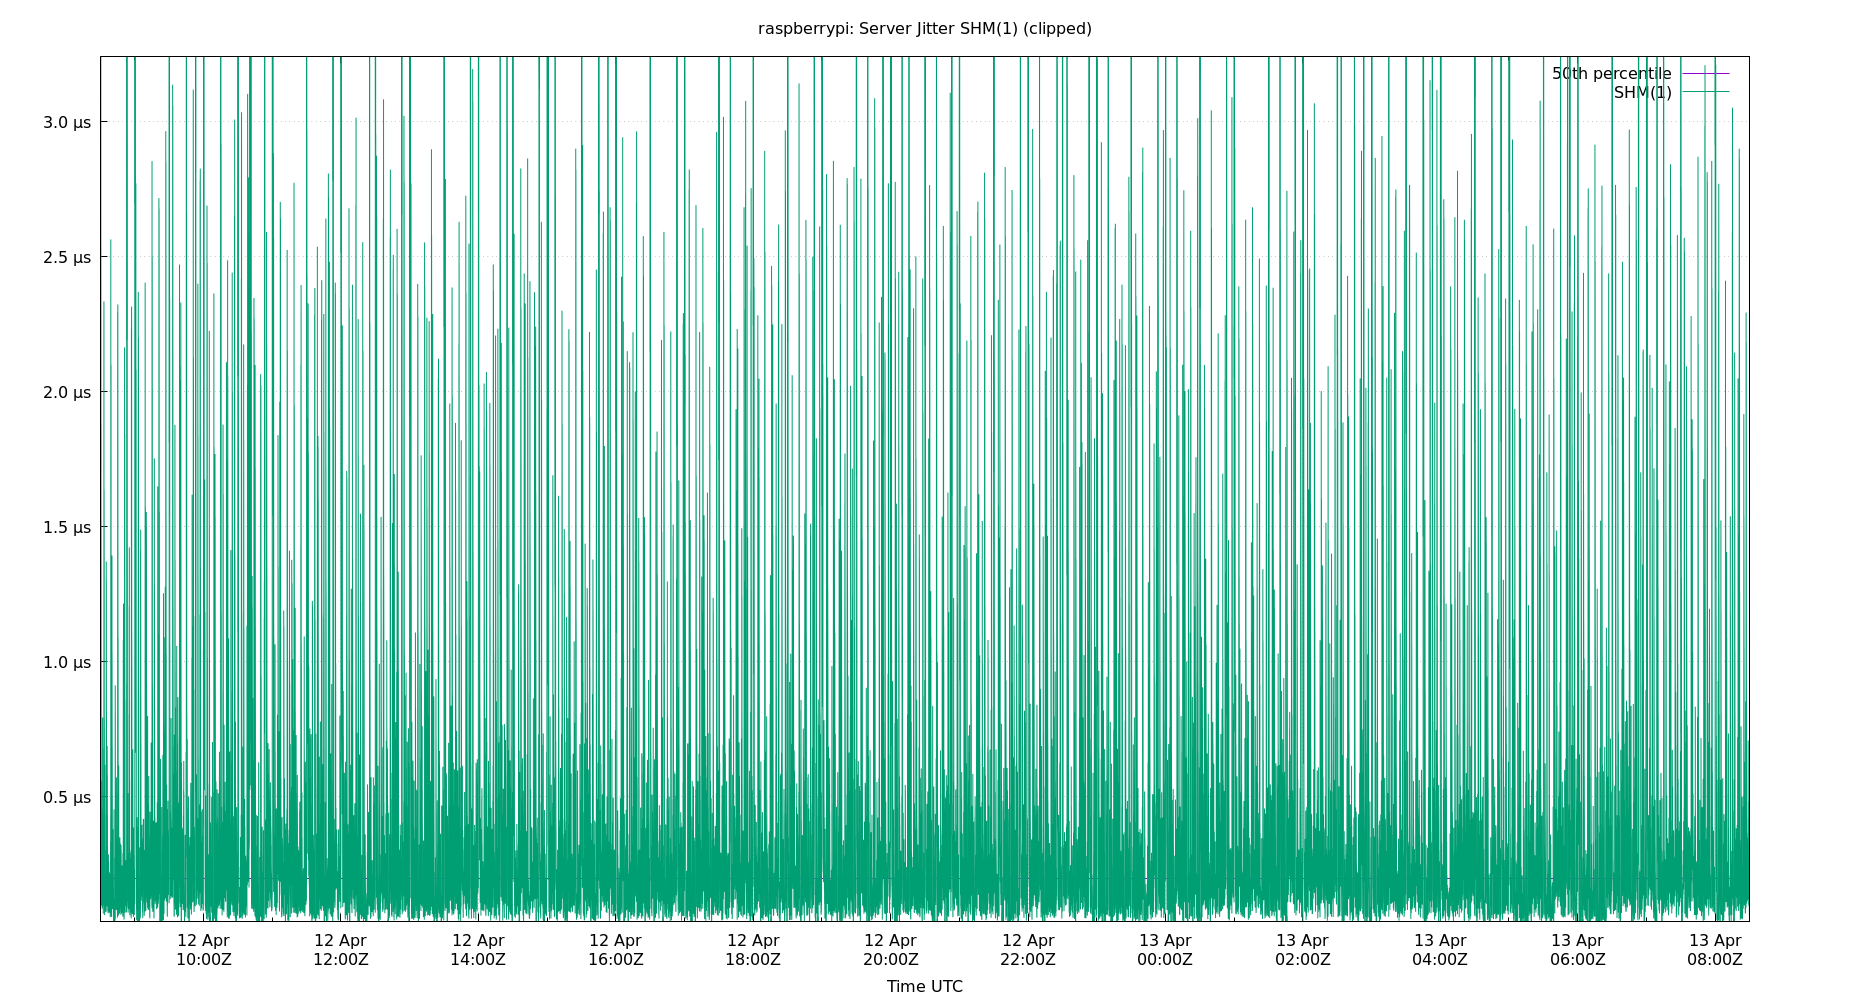 raspberrypi: Server Jitter SHM(1) (clipped)
50th percentile
SHM(1)
3.0 µs
2.5 µs
2.0 µs
1.5 µs
1.0 µs
0.5 µs
12 Apr 12 Apr 12 Apr 12 Apr 12 Apr 12 Apr 12 Apr 13 Apr 13 Apr 13 Apr 13 Apr 13 Apr
10:00Z 12:00Z 14:00Z 16:00Z 18:00Z 20:00Z 22:00Z 00:00Z 02:00Z 04:00Z 06:00Z 08:00Z
Time UTC